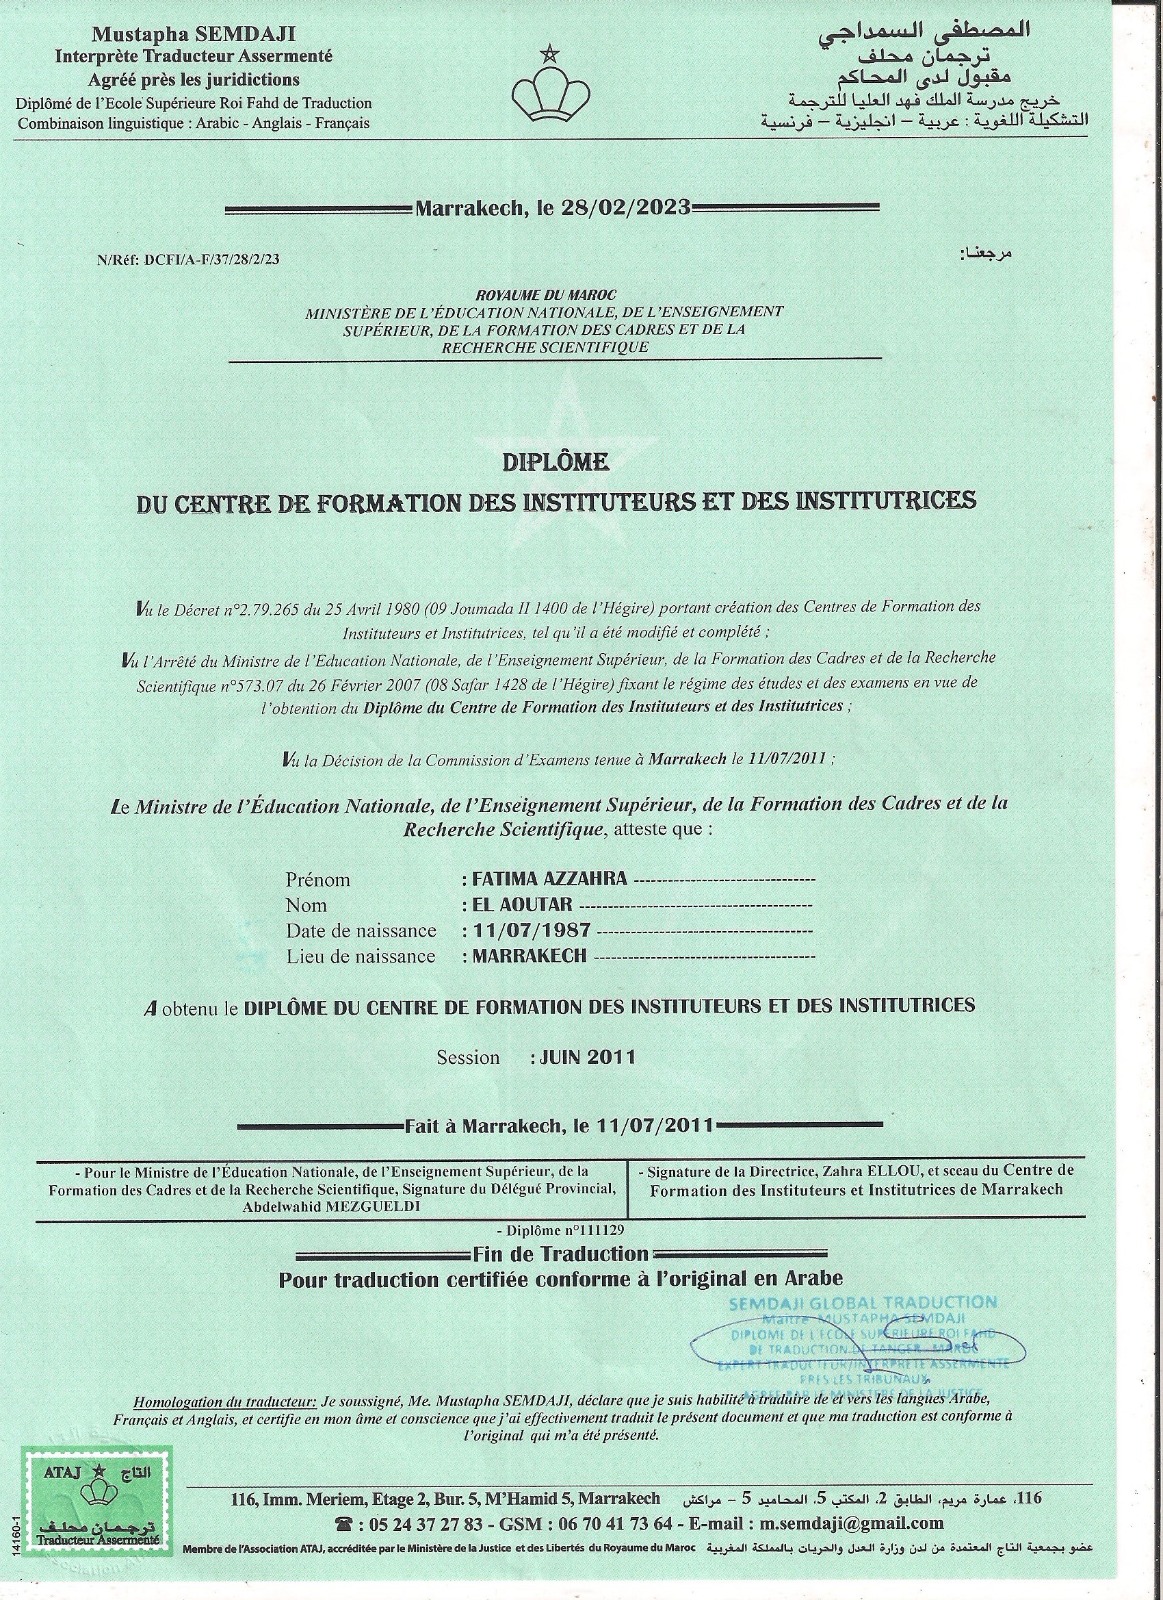 Mustapha SEMDAJI
Interprète Traducteur Assermenté
Agréé près les juridictions
Diplômé de l'Ecole Supérieure Roi Fahd de Traduction
Combinaison linguistique : Arabic - Anglais - Français
المصطفى السمداجي
ترجمان محلف
مقبول لدى المحاكم
خريج مدرسة الملك فهد العليا للترجمة
التشكيلة اللغوية : عربية – انجليزية – فرنسية
Marrakech, le 28/02/2023
N/Réf: DCFI/A-F/37/28/2/23
مرجعنا:
ROYAUME DU MAROC
MINISTÈRE DE L'ÉDUCATION NATIONALE, DE L'ENSEIGNEMENT
SUPÉRIEUR, DE LA FORMATION DES CADRES ET DE LA
RECHERCHE SCIENTIFIQUE
DIPLÔME
DU CENTRE DE FORMATION DES INSTITUTEURS ET DES INSTITUTRICES
Vu le Décret n°2.79.265 du 25 Avril 1980 (09 Joumada II 1400 de l'Hégire) portant création des Centres de Formation des
Instituteurs et Institutrices, tel qu'il a été modifié et complété ;
Vu l'Arrêté du Ministre de l'Education Nationale, de l'Enseignement Supérieur, de la Formation des Cadres et de la Recherche
Scientifique n°573.07 du 26 Février 2007 (08 Safar 1428 de l'Hégire) fixant le régime des études et des examens en vue de
l'obtention du Diplôme du Centre de Formation des Instituteurs et des Institutrices ;
Vu la Décision de la Commission d'Examens tenue à Marrakech le 11/07/2011 ;
Le Ministre de l'Éducation Nationale, de l'Enseignement Supérieur, de la Formation des Cadres et de la
Recherche Scientifique, atteste que :
Prénom : FATIMA AZZAHRA --------------------------------
Nom : EL AOUTAR -----------------------------------------
Date de naissance : 11/07/1987 --------------------------------------
Lieu de naissance : MARRAKECH ---------------------------------------
A obtenu le DIPLÔME DU CENTRE DE FORMATION DES INSTITUTEURS ET DES INSTITUTRICES
Session : JUIN 2011
Fait à Marrakech, le 11/07/2011
- Pour le Ministre de l'Éducation Nationale, de l'Enseignement Supérieur, de la
Formation des Cadres et de la Recherche Scientifique, Signature du Délégué Provincial,
Abdelwahid MEZGUELDI
- Signature de la Directrice, Zahra ELLOU, et sceau du Centre de
Formation des Instituteurs et Institutrices de Marrakech
- Diplôme n°111129
Fin de Traduction
Pour traduction certifiée conforme à l'original en Arabe
SEMDAJI GLOBAL TRADUCTION
Maître MUSTAPHA SEMDAJI
DIPLOME DE L'ECOLE SUPERIEURE ROI FAHD
DE TRADUCTION DE TANGER - MAROC
EXPERT TRADUCTEUR/INTERPRETE ASSERMENTE
PRES LES TRIBUNAUX
AGREE PAR LE MINISTERE DE LA JUSTICE
Homologation du traducteur: Je soussigné, Me. Mustapha SEMDAJI, déclare que je suis habilité à traduire de et vers les langues Arabe,
Français et Anglais, et certifie en mon âme et conscience que j'ai effectivement traduit le présent document et que ma traduction est conforme à
l'original qui m'a été présenté.
ATAJ التاج
ترجمان محلف
Traducteur Assermenté
14160-1
116, Imm. Meriem, Etage 2, Bur. 5, M'Hamid 5, Marrakech
116، عمارة مريم، الطابق 2، المكتب 5، المحاميد 5 – مراكش
☎ : 05 24 37 27 83 - GSM : 06 70 41 73 64 - E-mail : m.semdaji@gmail.com
Membre de l'Association ATAJ, accréditée par le Ministère de la Justice et des Libertés du Royaume du Maroc
عضو بجمعية التاج المعتمدة من لدن وزارة العدل والحريات بالمملكة المغربية